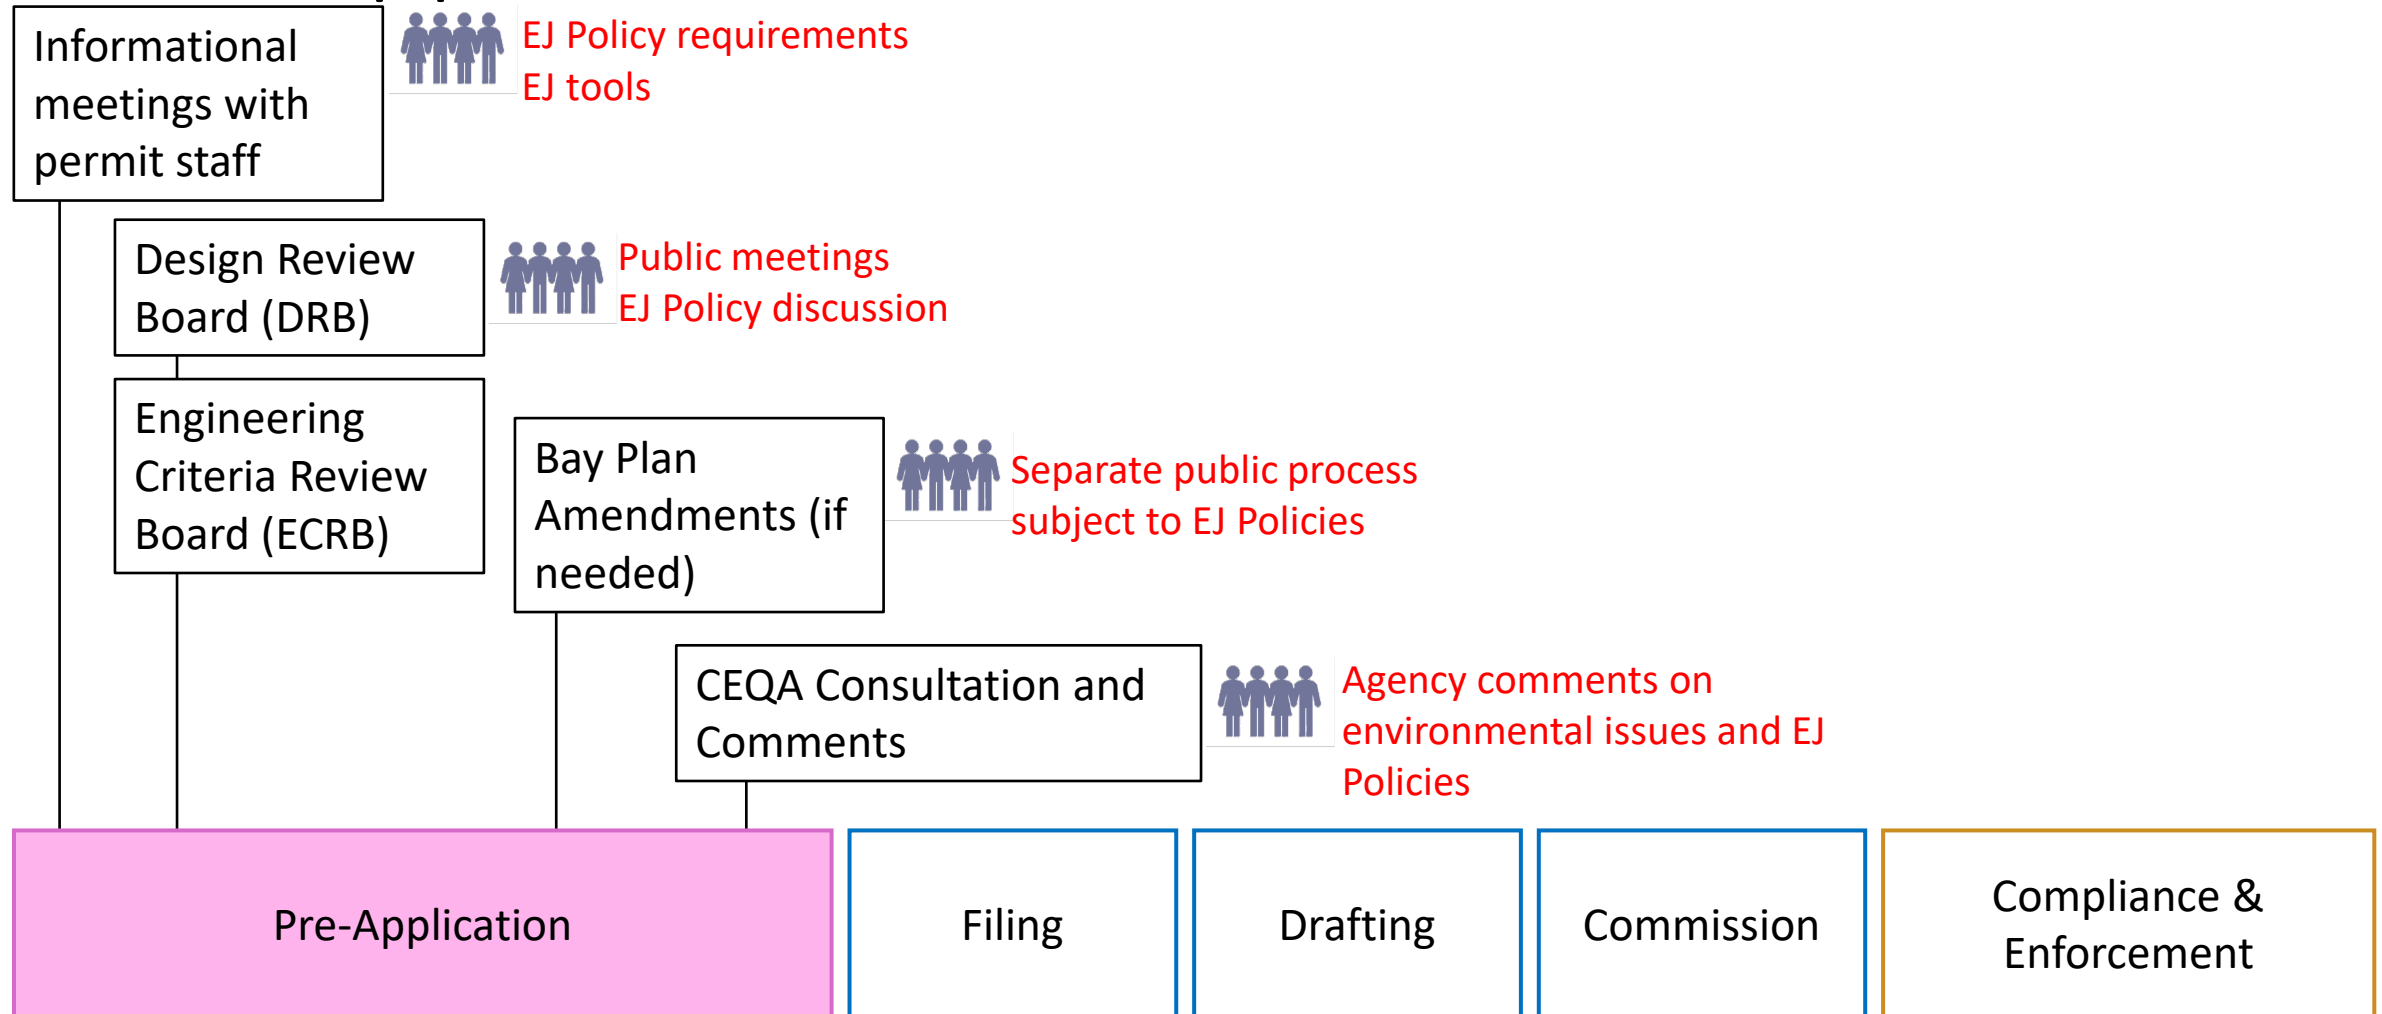 Informational
meetings with
permit staff
EJ Policy requirements
EJ tools
Design Review
Board (DRB)
Public meetings
EJ Policy discussion
Engineering
Criteria Review
Board (ECRB)
Bay Plan
Amendments (if
needed)
Separate public process
subject to EJ Policies
CEQA Consultation and
Comments
Agency comments on
environmental issues and EJ
Policies
Pre-Application
Filing
Drafting
Commission
Compliance &
Enforcement